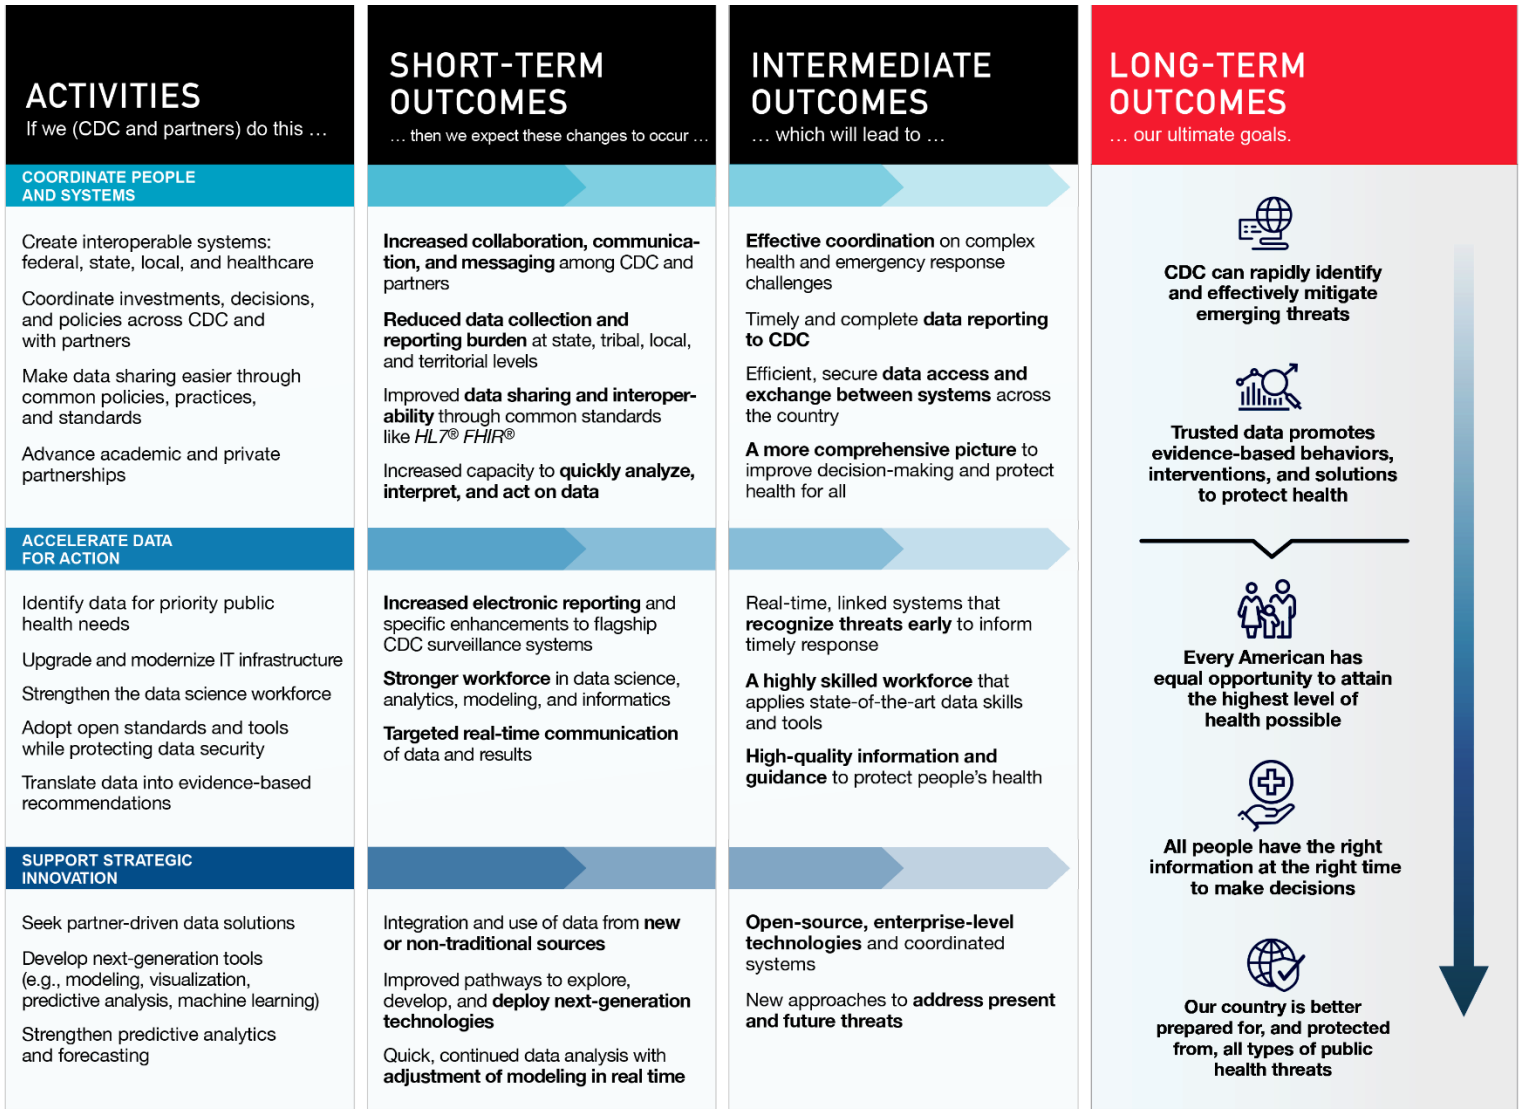 ACTIVITIES
If we (CDC and partners) do this …
SHORT-TERM
OUTCOMES
… then we expect these changes to occur …
INTERMEDIATE
OUTCOMES
… which will lead to …
LONG-TERM
OUTCOMES
… our ultimate goals.
COORDINATE PEOPLE
AND SYSTEMS
Create interoperable systems:
federal, state, local, and healthcare
Coordinate investments, decisions,
and policies across CDC and
with partners
Make data sharing easier through
common policies, practices,
and standards
Advance academic and private
partnerships
Increased collaboration, communica-
tion, and messaging among CDC and
partners
Reduced data collection and
reporting burden at state, tribal, local,
and territorial levels
Improved data sharing and interoper-
ability through common standards
like HL7® FHIR®
Increased capacity to quickly analyze,
interpret, and act on data
Effective coordination on complex
health and emergency response
challenges
Timely and complete data reporting
to CDC
Efficient, secure data access and
exchange between systems across
the country
A more comprehensive picture to
improve decision-making and protect
health for all
ACCELERATE DATA
FOR ACTION
Identify data for priority public
health needs
Upgrade and modernize IT infrastructure
Strengthen the data science workforce
Adopt open standards and tools
while protecting data security
Translate data into evidence-based
recommendations
Increased electronic reporting and
specific enhancements to flagship
CDC surveillance systems
Stronger workforce in data science,
analytics, modeling, and informatics
Targeted real-time communication
of data and results
Real-time, linked systems that
recognize threats early to inform
timely response
A highly skilled workforce that
applies state-of-the-art data skills
and tools
High-quality information and
guidance to protect people's health
SUPPORT STRATEGIC
INNOVATION
Seek partner-driven data solutions
Develop next-generation tools
(e.g., modeling, visualization,
predictive analysis, machine learning)
Strengthen predictive analytics
and forecasting
Integration and use of data from new
or non-traditional sources
Improved pathways to explore,
develop, and deploy next-generation
technologies
Quick, continued data analysis with
adjustment of modeling in real time
Open-source, enterprise-level
technologies and coordinated
systems
New approaches to address present
and future threats
CDC can rapidly identify
and effectively mitigate
emerging threats
Trusted data promotes
evidence-based behaviors,
interventions, and solutions
to protect health
Every American has
equal opportunity to attain
the highest level of
health possible
All people have the right
information at the right time
to make decisions
Our country is better
prepared for, and protected
from, all types of public
health threats